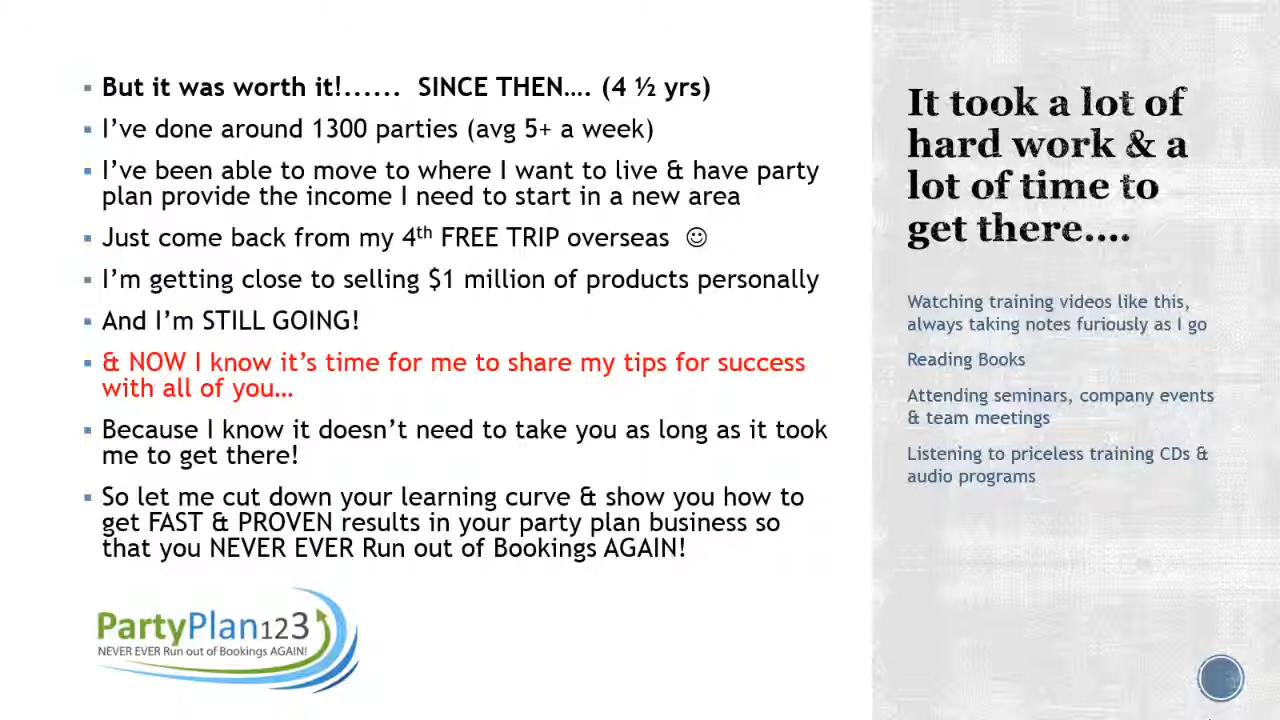 ▪ But it was worth it!...... SINCE THEN.... (4 ½ yrs)
▪ I've done around 1300 parties (avg 5+ a week)
▪ I've been able to move to where I want to live & have party
plan provide the income I need to start in a new area
▪ Just come back from my 4th FREE TRIP overseas ☺
▪ I'm getting close to selling $1 million of products personally
▪ And I'm STILL GOING!
▪ & NOW I know it's time for me to share my tips for success
with all of you…
▪ Because I know it doesn't need to take you as long as it took
me to get there!
▪ So let me cut down your learning curve & show you how to
get FAST & PROVEN results in your party plan business so
that you NEVER EVER Run out of Bookings AGAIN!
PartyPlan123
NEVER EVER Run out of Bookings AGAIN!
It took a lot of
hard work & a
lot of time to
get there....
Watching training videos like this,
always taking notes furiously as I go
Reading Books
Attending seminars, company events
& team meetings
Listening to priceless training CDs &
audio programs